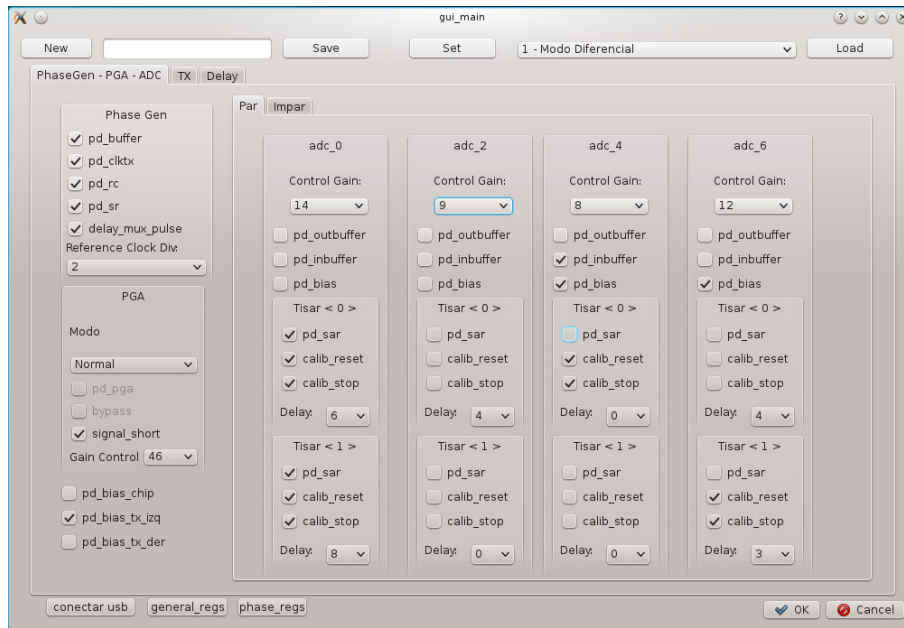 gui_main
New
Save
Set
1 - Modo Diferencial
Load
PhaseGen - PGA - ADC
TX
Delay
Phase Gen
pd_buffer
pd_clktx
pd_rc
pd_sr
delay_mux_pulse
Reference Clock Div:
2
PGA
Modo
Normal
pd_pga
bypass
signal_short
Gain Control 46
pd_bias_chip
pd_bias_tx_izq
pd_bias_tx_der
Par
Impar
adc_0
Control Gain:
14
pd_outbuffer
pd_inbuffer
pd_bias
Tisar < 0 >
pd_sar
calib_reset
calib_stop
Delay: 6
Tisar < 1 >
pd_sar
calib_reset
calib_stop
Delay: 8
adc_2
Control Gain:
9
pd_outbuffer
pd_inbuffer
pd_bias
Tisar < 0 >
pd_sar
calib_reset
calib_stop
Delay: 4
Tisar < 1 >
pd_sar
calib_reset
calib_stop
Delay: 0
adc_4
Control Gain:
8
pd_outbuffer
pd_inbuffer
pd_bias
Tisar < 0 >
pd_sar
calib_reset
calib_stop
Delay: 0
Tisar < 1 >
pd_sar
calib_reset
calib_stop
Delay: 0
adc_6
Control Gain:
12
pd_outbuffer
pd_inbuffer
pd_bias
Tisar < 0 >
pd_sar
calib_reset
calib_stop
Delay: 4
Tisar < 1 >
pd_sar
calib_reset
calib_stop
Delay: 3
conectar usb
general_regs
phase_regs
OK
Cancel